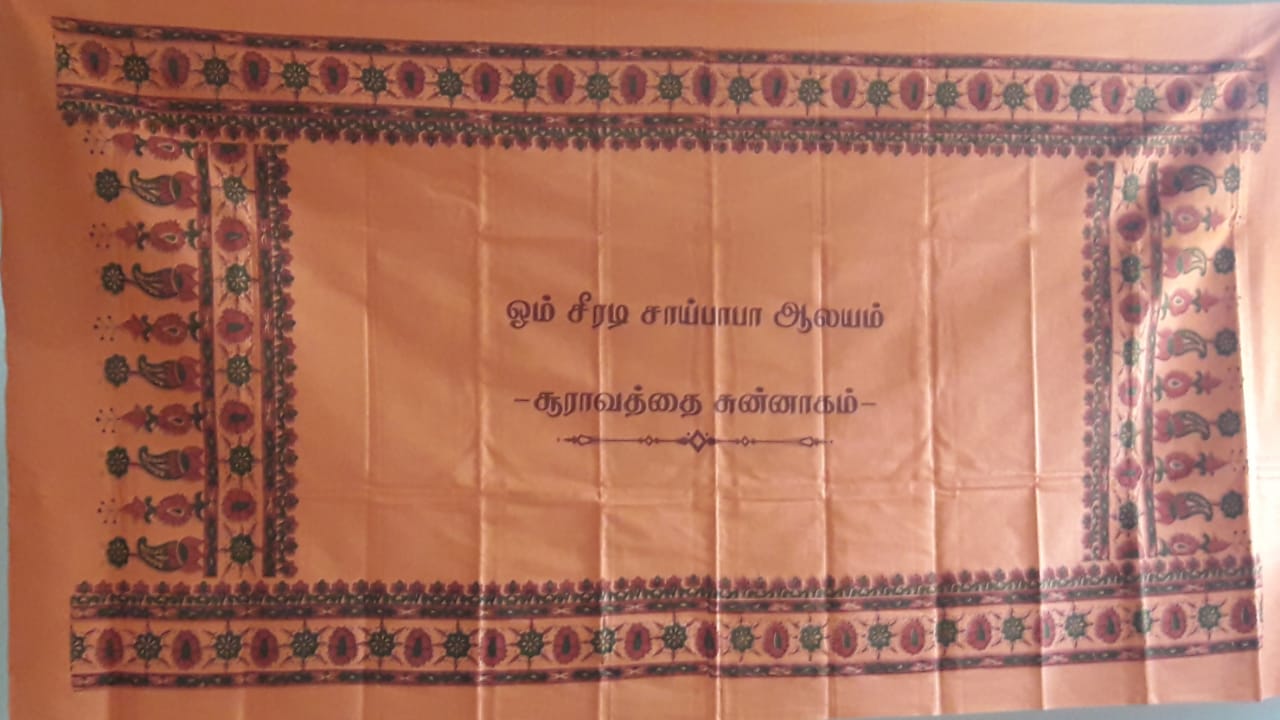 ஓம் சீரடி சாய்பாபா ஆலயம்
-சூராவத்தை சுன்னாகம்-